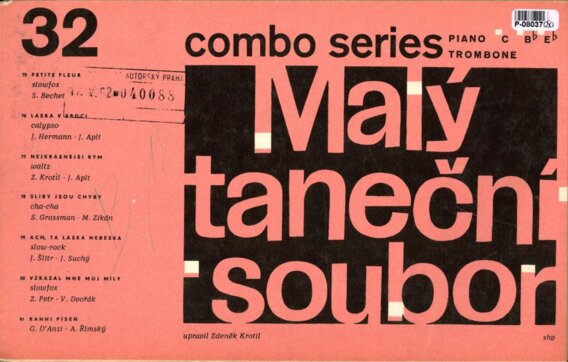 32
combo series
PIANO C B♭ E♭
TROMBONE
P-08037
Malý
taneční
soubor
75 PETITE FLEUR
slowfox
S. Bechet
AUTORSKÝ PRAHA
V. 62 040088
76 LÁSKA V SRDCI
calypso
J. Hermann - J. Aplt
77 NEJKRÁSNĚJŠÍ RÝM
waltz
Z. Krotil - J. Aplt
78 SLIBY JSOU CHYBY
cha-cha
S. Grossman - M. Zikán
79 ACH, TA LÁSKA NEBESKÁ
slow-rock
J. Šlitr - J. Suchý
80 VZKÁZAL MNĚ MŮJ MILÝ
slowfox
Z. Petr - V. Dvořák
81 RANNÍ PÍSEŇ
G. D'Anzi - A. Římský
upravil Zdeněk Krotil
shv